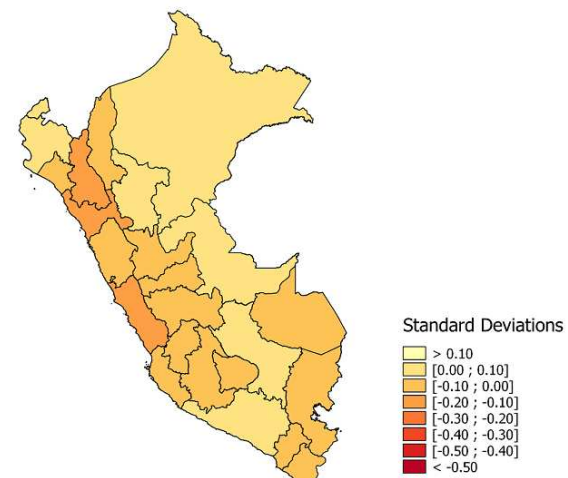 Standard Deviations
> 0.10
[0.00 ; 0.10]
[-0.10 ; 0.00]
[-0.20 ; -0.10]
[-0.30 ; -0.20]
[-0.40 ; -0.30]
[-0.50 ; -0.40]
< -0.50